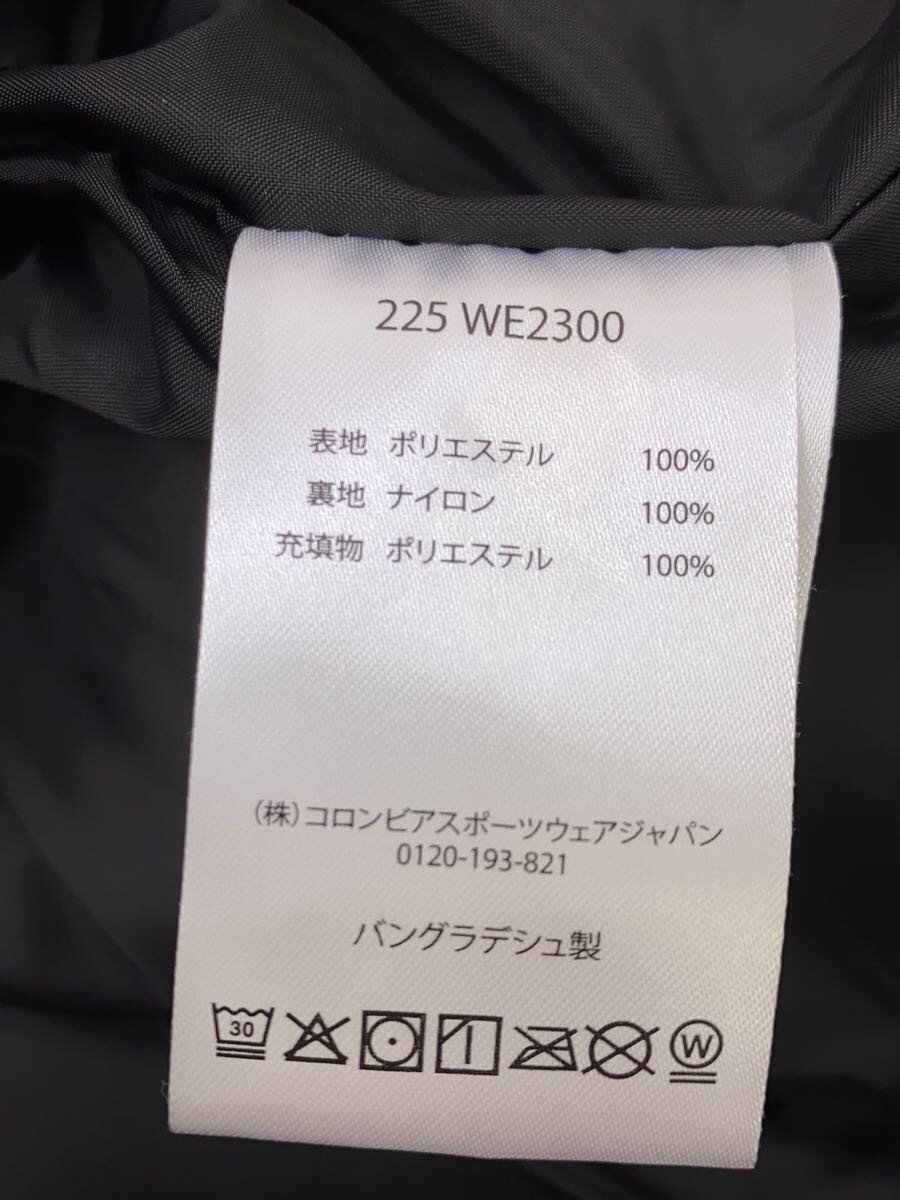 225 WE2300
表地 ポリエステル 100%
裏地 ナイロン 100%
充填物 ポリエステル 100%
(株)コロンビアスポーツウェアジャパン
0120-193-821
バングラデシュ製
30 W